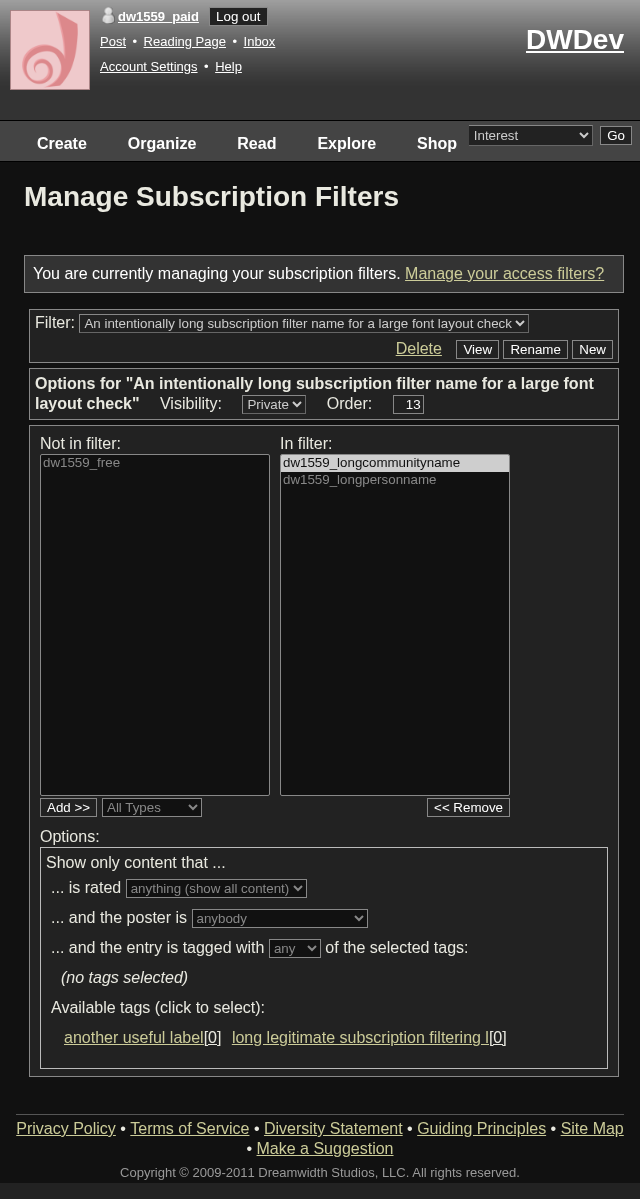 dw1559_paid Log out
Post • Reading Page • Inbox
Account Settings • Help
DWDev
Create Organize Read Explore Shop Interest Go
Manage Subscription Filters
You are currently managing your subscription filters. Manage your access filters?
Filter: An intentionally long subscription filter name for a large font layout check
Delete View Rename New
Options for "An intentionally long subscription filter name for a large font
layout check" Visibility: Private Order: 13
Not in filter: In filter:
dw1559_free dw1559_longcommunityname
dw1559_longpersonname
Add >> All Types << Remove
Options:
Show only content that ...
... is rated anything (show all content)
... and the poster is anybody
... and the entry is tagged with any of the selected tags:
(no tags selected)
Available tags (click to select):
another useful label[0] long legitimate subscription filtering l[0]
Privacy Policy • Terms of Service • Diversity Statement • Guiding Principles • Site Map
• Make a Suggestion
Copyright © 2009-2011 Dreamwidth Studios, LLC. All rights reserved.